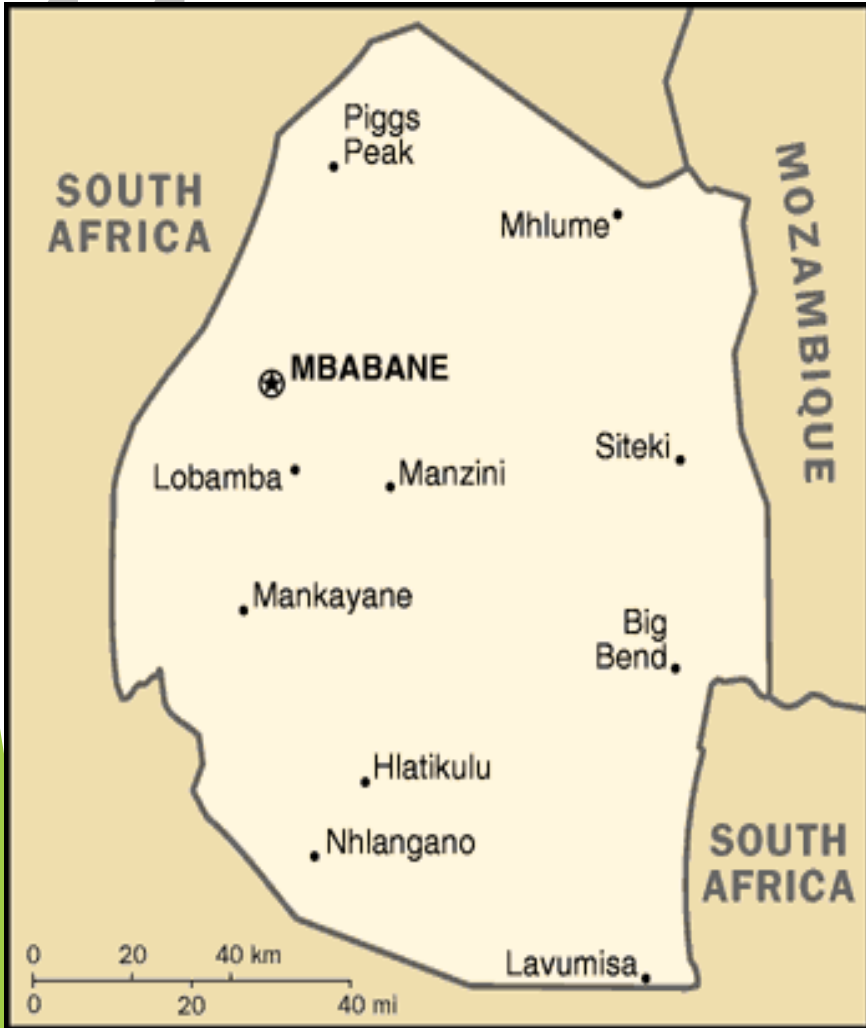 Piggs
Peak
SOUTH
AFRICA
MOZAMBIQUE
Mhlume
MBABANE
Siteki
Lobamba
Manzini
Mankayane
Big
Bend
Hlatikulu
Nhlangano
SOUTH
AFRICA
Lavumisa
0 20 40 km
0 20 40 mi